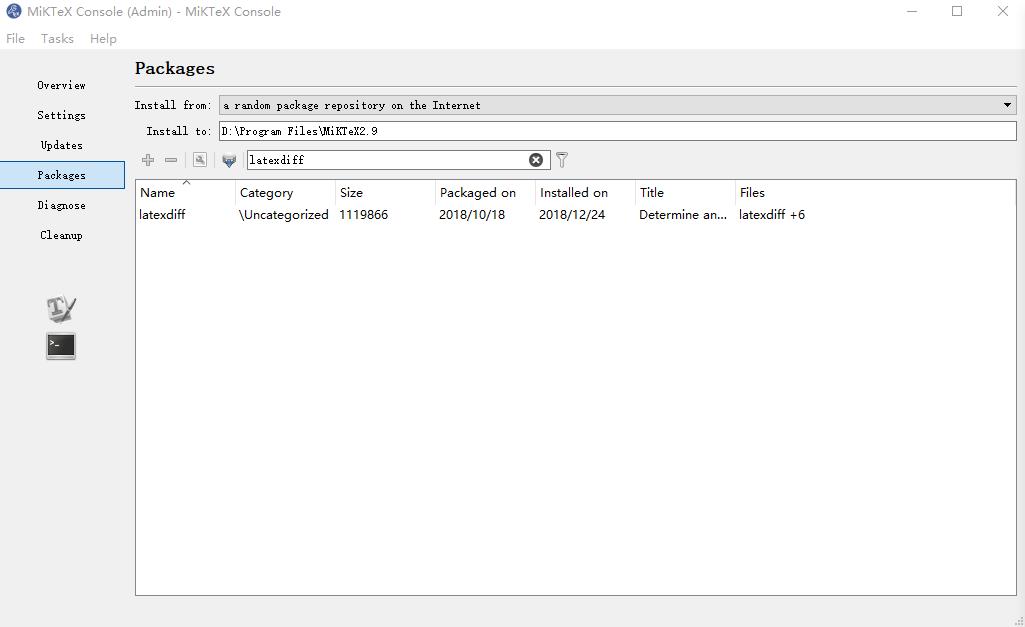 MiKTeX Console (Admin) - MiKTeX Console
File Tasks Help
Packages
Overview
Settings
Updates
Packages
Diagnose
Cleanup
Install from: a random package repository on the Internet
Install to: D:\Program Files\MiKTeX2.9
latexdiff
Name Category Size Packaged on Installed on Title Files
latexdiff \Uncategorized 1119866 2018/10/18 2018/12/24 Determine an... latexdiff +6